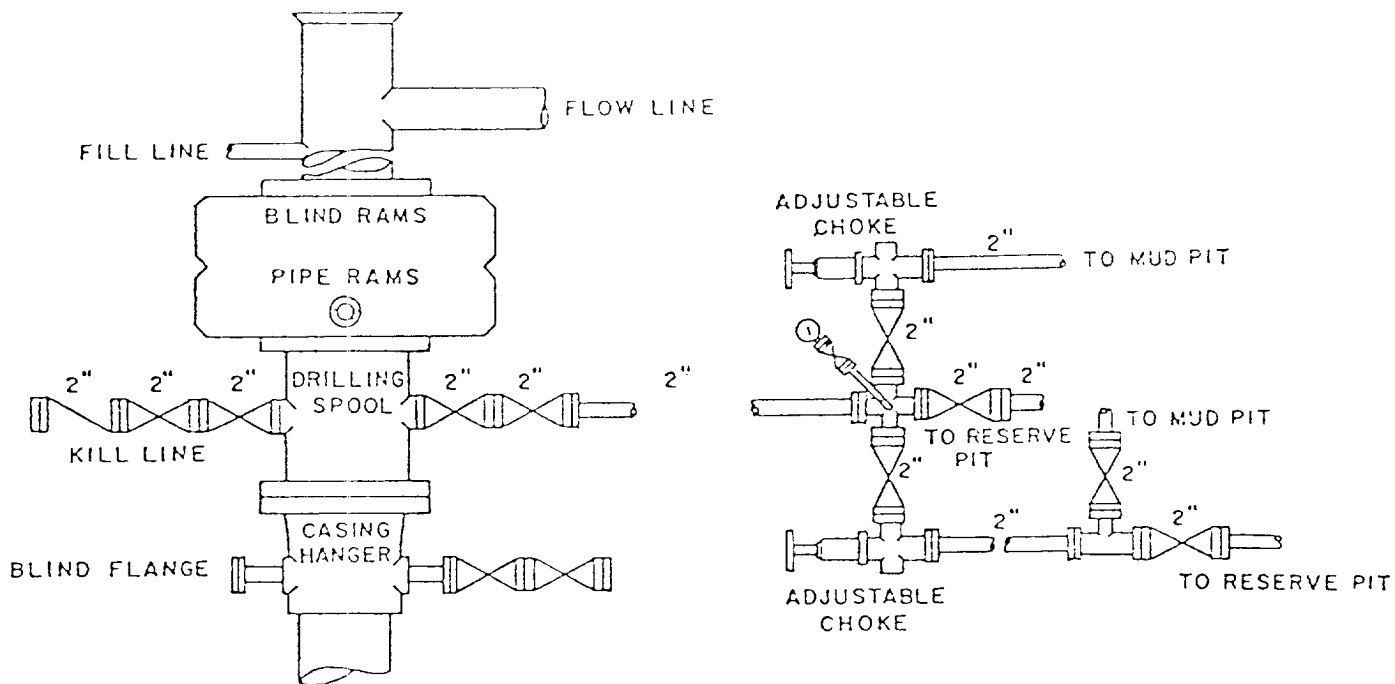 FLOW LINE
FILL LINE
BLIND RAMS
PIPE RAMS
2" 2" 2" DRILLING 2" 2" 2"
SPOOL
KILL LINE
CASING
HANGER
BLIND FLANGE
ADJUSTABLE
CHOKE
2"
TO MUD PIT
2"
2" 2"
TO RESERVE
PIT
TO MUD PIT
2"
2"
2"
2"
TO RESERVE PIT
ADJUSTABLE
CHOKE